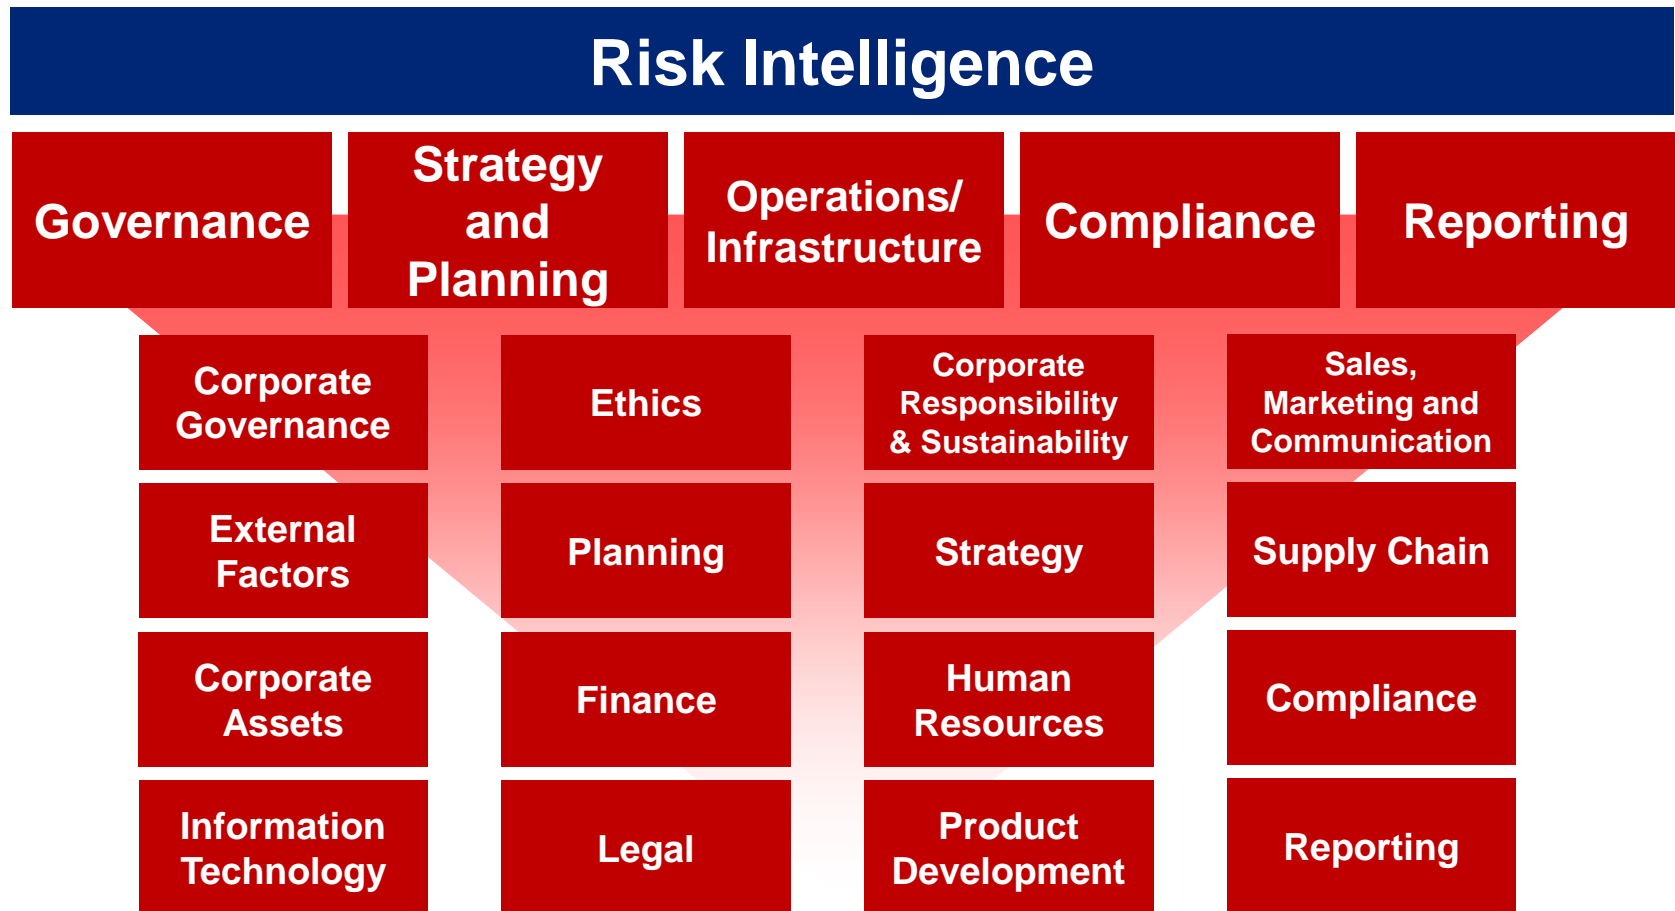 Risk Intelligence
Governance
Strategy
and
Planning
Operations/
Infrastructure
Compliance
Reporting
Corporate
Governance
Ethics
Corporate
Responsibility
& Sustainability
Sales,
Marketing and
Communication
External
Factors
Planning
Strategy
Supply Chain
Corporate
Assets
Finance
Human
Resources
Compliance
Information
Technology
Legal
Product
Development
Reporting